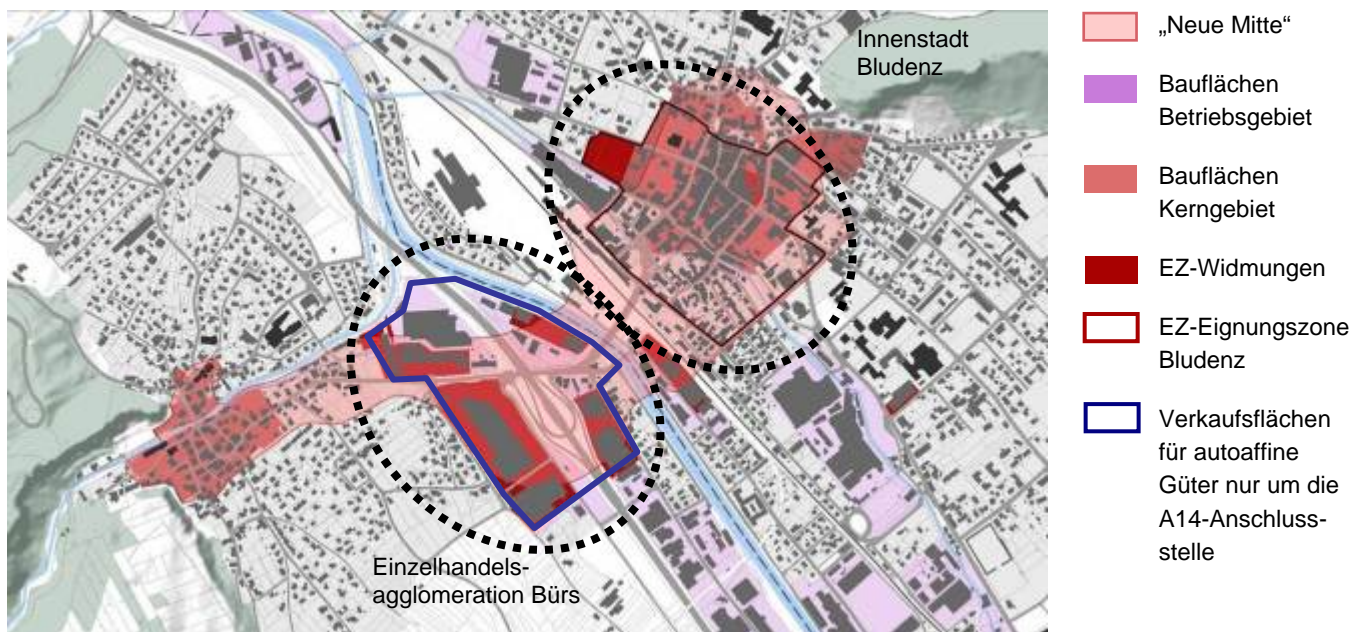 Innenstadt
Bludenz
Einzelhandels-
agglomeration Bürs
„Neue Mitte“
Bauflächen
Betriebsgebiet
Bauflächen
Kerngebiet
EZ-Widmungen
EZ-Eignungszone
Bludenz
Verkaufsflächen
für autoaffine
Güter nur um die
A14-Anschluss-
stelle